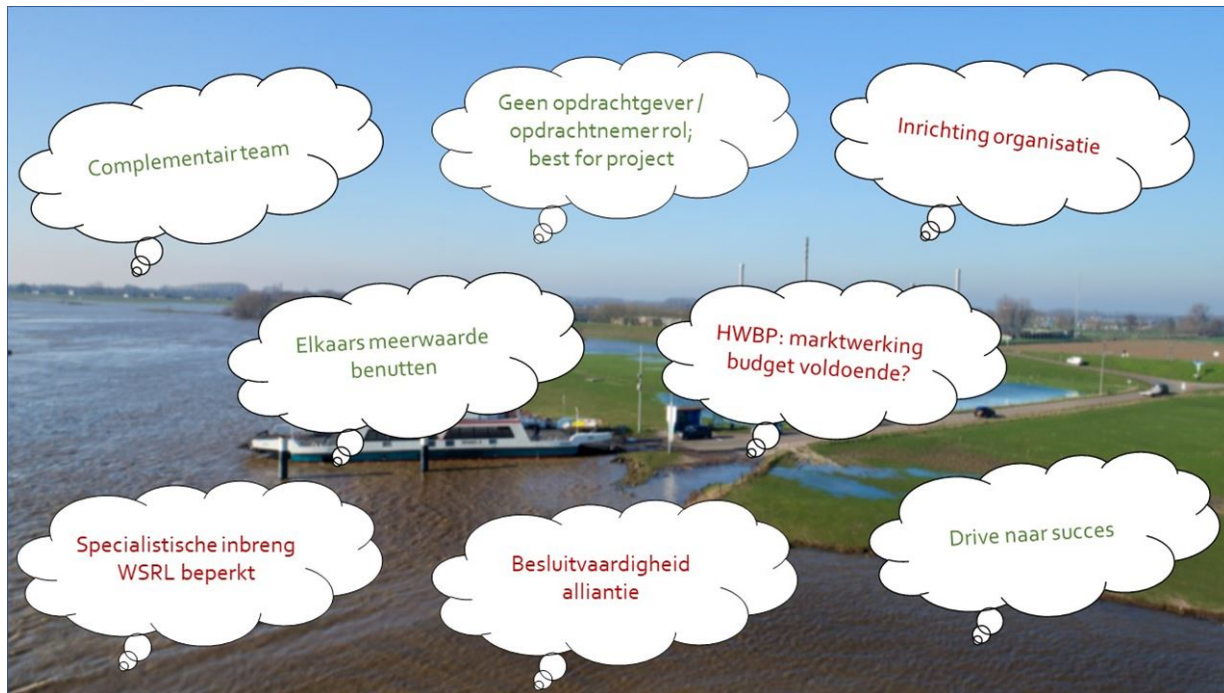 Complementair team
Geen opdrachtgever /
opdrachtnemer rol;
best for project
Inrichting organisatie
Elkaars meerwaarde
benutten
HWBP: marktwerking
budget voldoende?
Specialistische inbreng
WSRL beperkt
Besluitvaardigheid
alliantie
Drive naar succes